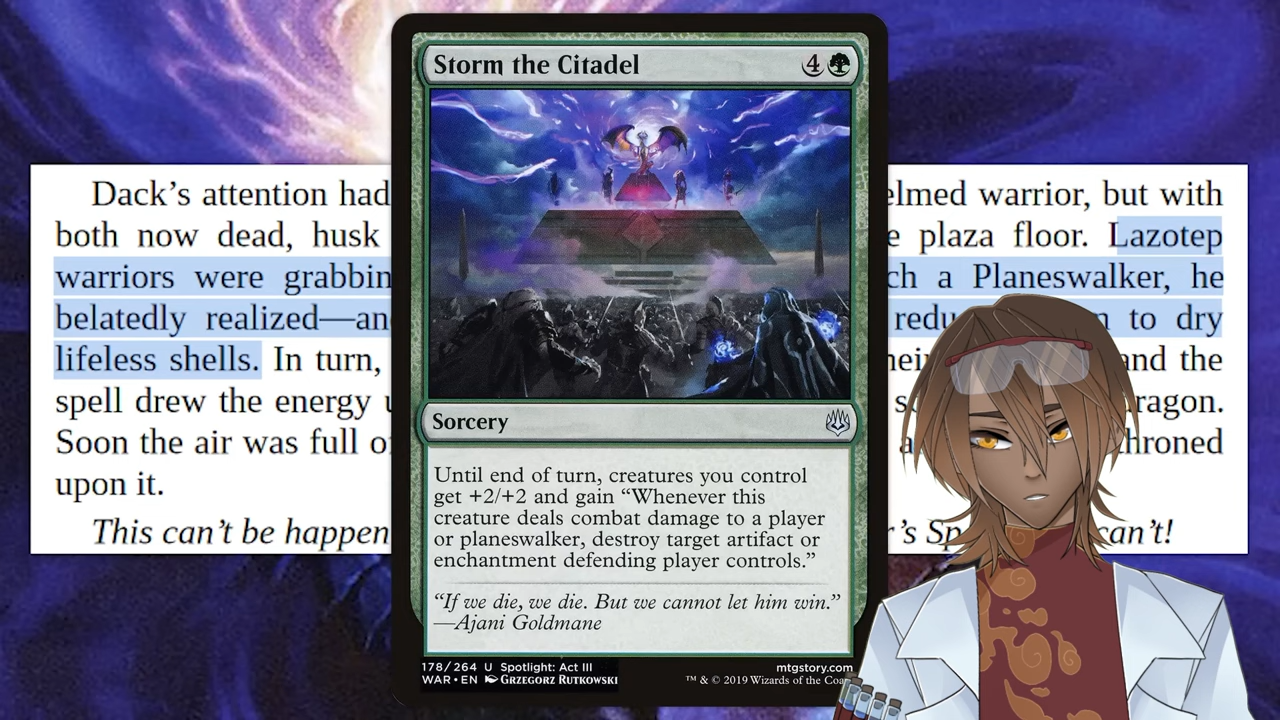 Storm the Citadel 4
Dack's attention had
both now dead, husk
warriors were grabbin
belatedly realized—an
lifeless shells. In turn,
spell drew the energy
Soon the air was full o
upon it.
This can't be happen
Sorcery
Until end of turn, creatures you control
get +2/+2 and gain “Whenever this
creature deals combat damage to a player
or planeswalker, destroy target artifact or
enchantment defending player controls.”
“If we die, we die. But we cannot let him win.”
—Ajani Goldmane
178/264 U Spotlight: Act III
WAR • EN Grzegorz Rutkowski
mtgstory.com
™ & © 2019 Wizards of the Coa
elmed warrior, but with
e plaza floor. Lazotep
ch a Planeswalker, he
redu to dry
and the
ragon.
throned
can't!